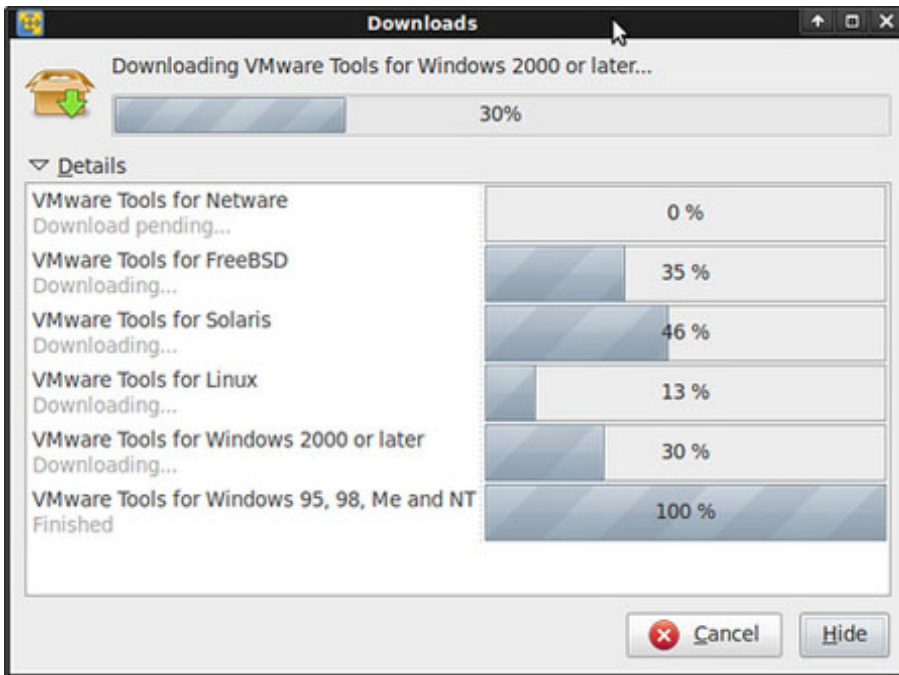 Downloads
Downloading VMware Tools for Windows 2000 or later...
30%
Details
VMware Tools for Netware
Download pending...
0 %
VMware Tools for FreeBSD
Downloading...
35 %
VMware Tools for Solaris
Downloading...
46 %
VMware Tools for Linux
Downloading...
13 %
VMware Tools for Windows 2000 or later
Downloading...
30 %
VMware Tools for Windows 95, 98, Me and NT
Finished
100 %
Cancel
Hide